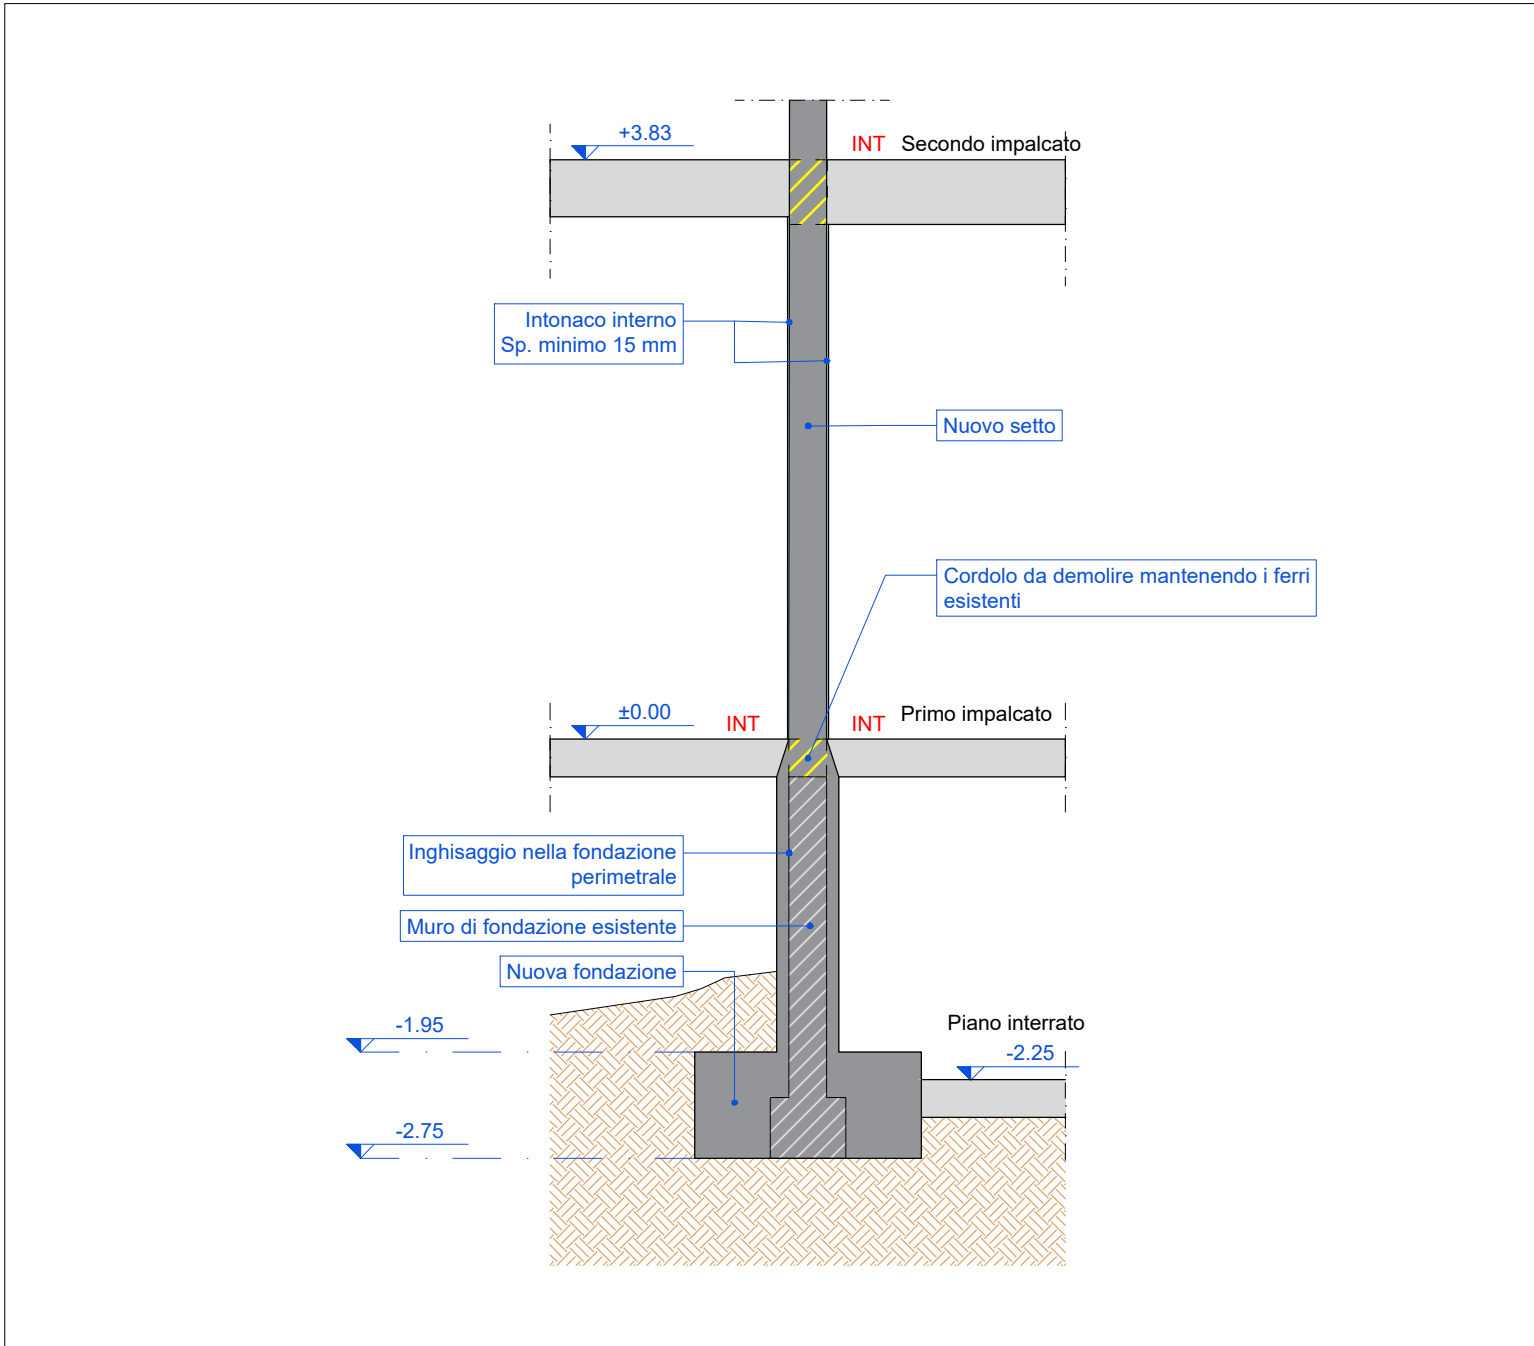 +3.83
INT Secondo impalcato
Intonaco interno
Sp. minimo 15 mm
Nuovo setto
Cordolo da demolire mantenendo i ferri
esistenti
±0.00
INT
INT Primo impalcato
Inghisaggio nella fondazione
perimetrale
Muro di fondazione esistente
Nuova fondazione
-1.95
Piano interrato
-2.25
-2.75